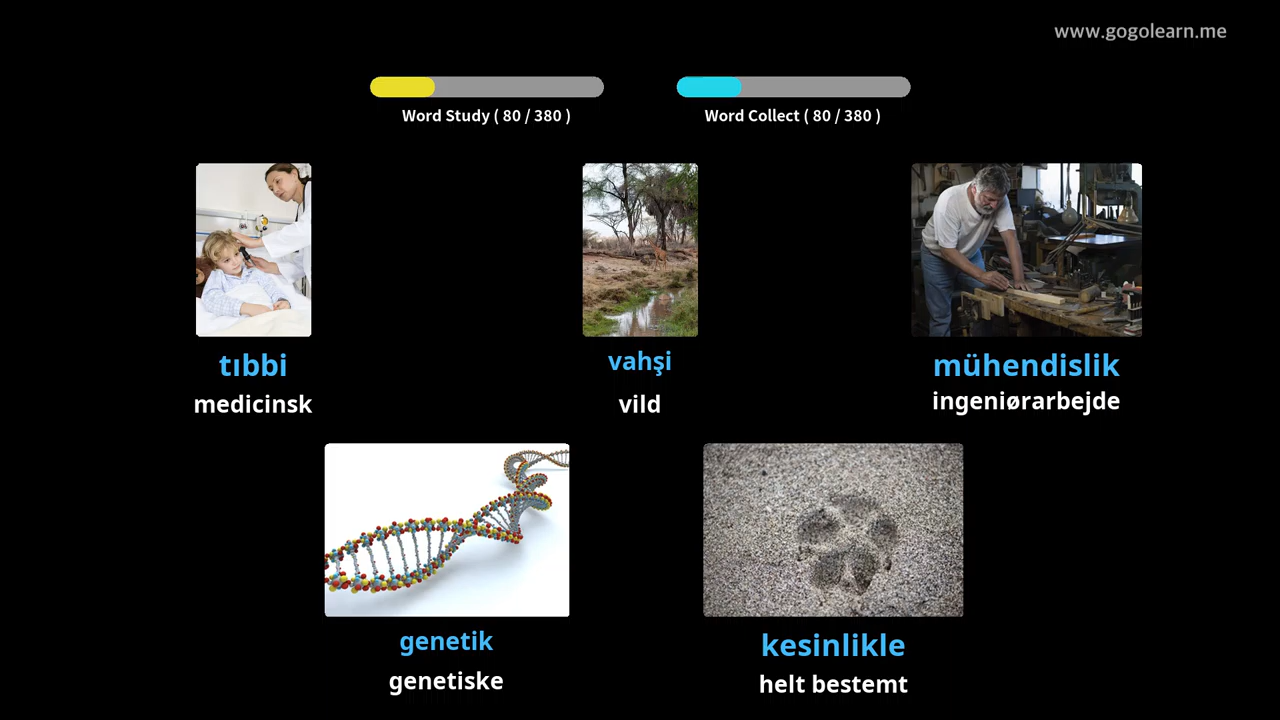 www.gogolearn.me
Word Study ( 80 / 380 )
Word Collect ( 80 / 380 )
tıbbi
medicinsk
vahşi
vild
mühendislik
ingeniørarbejde
genetik
genetiske
kesinlikle
helt bestemt